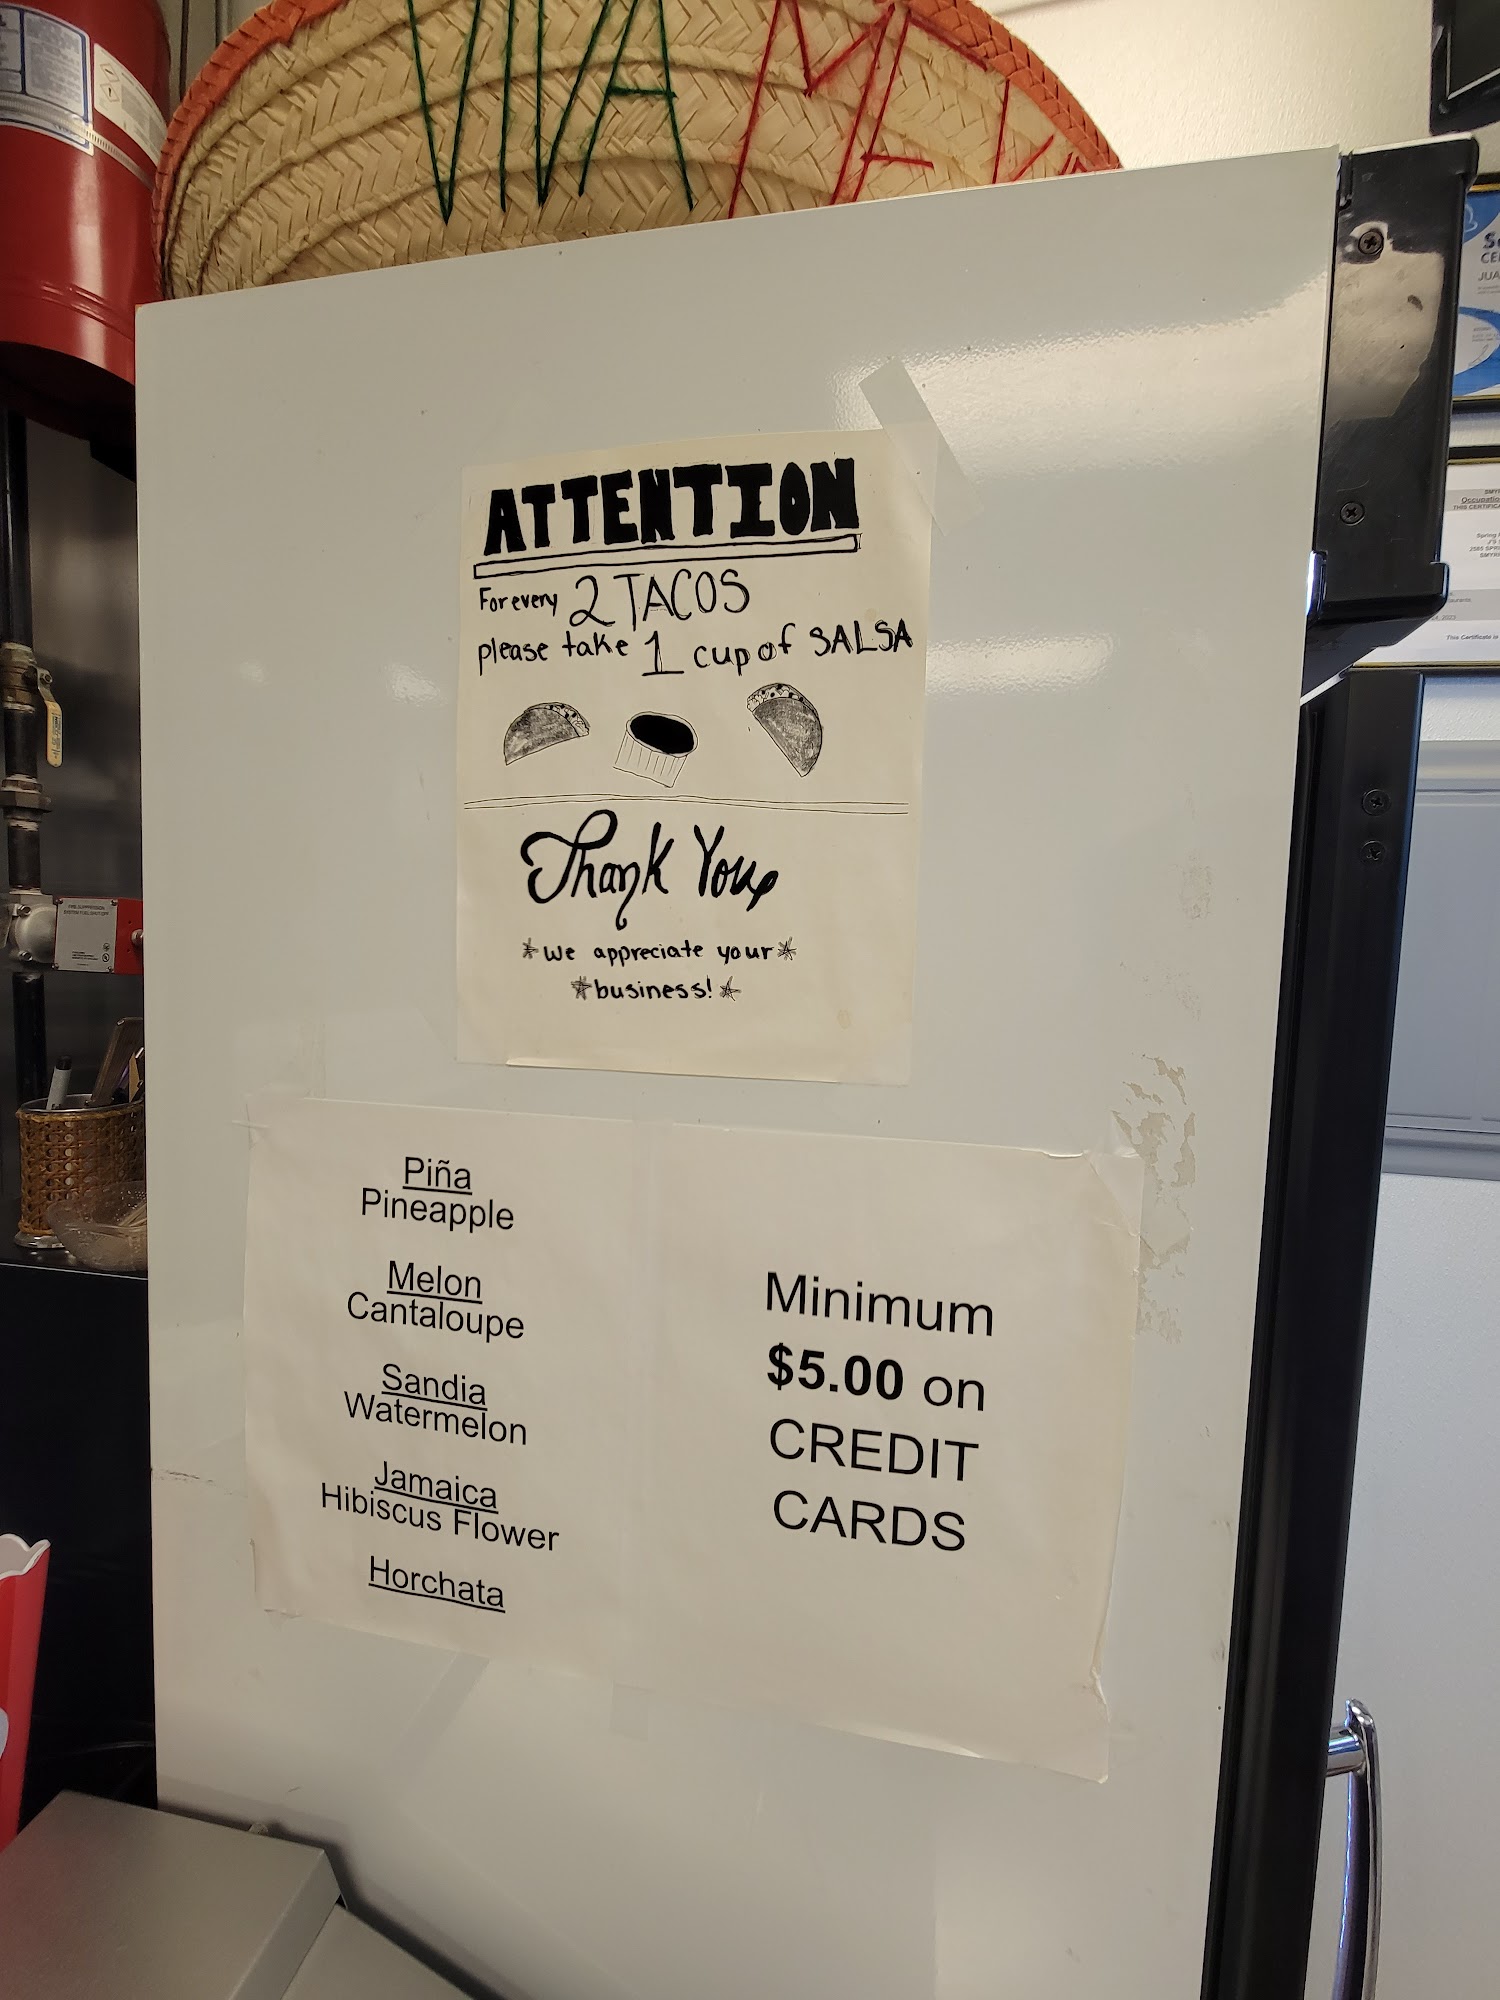 VIVA ME
ATTENTION
For every 2 TACOS
please take 1 cup of SALSA
Thank You
*We appreciate your*
*business!*
Piña
Pineapple
Melon
Cantaloupe
Sandia
Watermelon
Jamaica
Hibiscus Flower
Horchata
Minimum
$5.00 on
CREDIT
CARDS